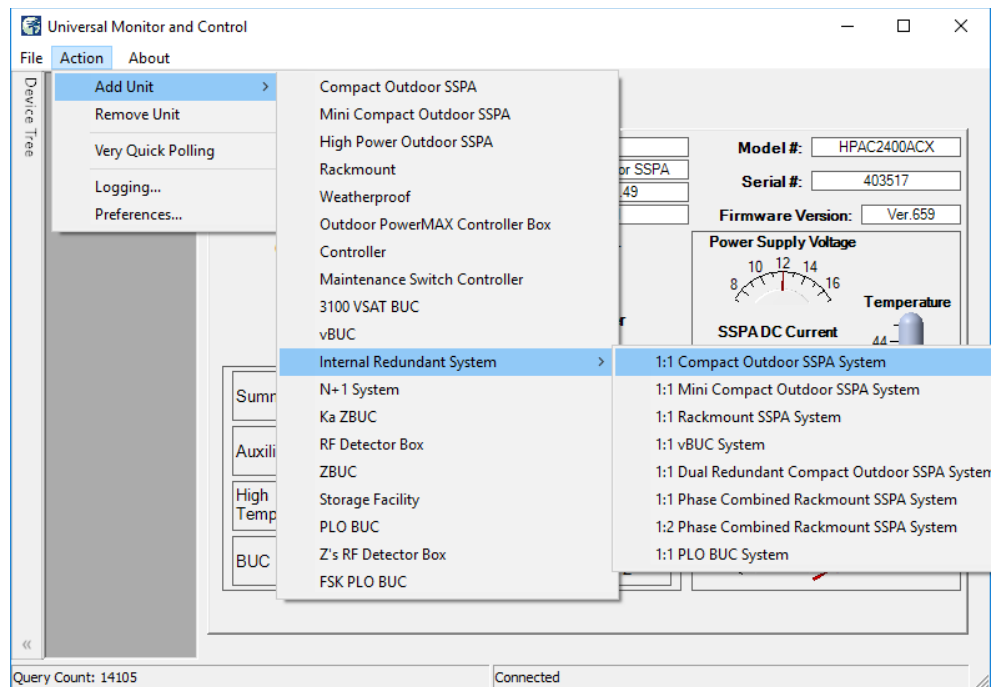 Universal Monitor and Control
File Action About
Device Tree
Add Unit
Remove Unit
Very Quick Polling
Logging...
Preferences...
Compact Outdoor SSPA
Mini Compact Outdoor SSPA
High Power Outdoor SSPA
Rackmount
Weatherproof
Outdoor PowerMAX Controller Box
Controller
Maintenance Switch Controller
3100 VSAT BUC
vBUC
Internal Redundant System
N+1 System
Ka ZBUC
RF Detector Box
ZBUC
Storage Facility
PLO BUC
Z's RF Detector Box
FSK PLO BUC
1:1 Compact Outdoor SSPA System
1:1 Mini Compact Outdoor SSPA System
1:1 Rackmount SSPA System
1:1 vBUC System
1:1 Dual Redundant Compact Outdoor SSPA System
1:1 Phase Combined Rackmount SSPA System
1:2 Phase Combined Rackmount SSPA System
1:1 PLO BUC System
or SSPA
.49
Model #: HPAC2400ACX
Serial #: 403517
Firmware Version: Ver.659
Power Supply Voltage
8 10 12 14 16
Temperature
SSPA DC Current
44
Summ
Auxili
High
Temp
BUC
Query Count: 14105
Connected